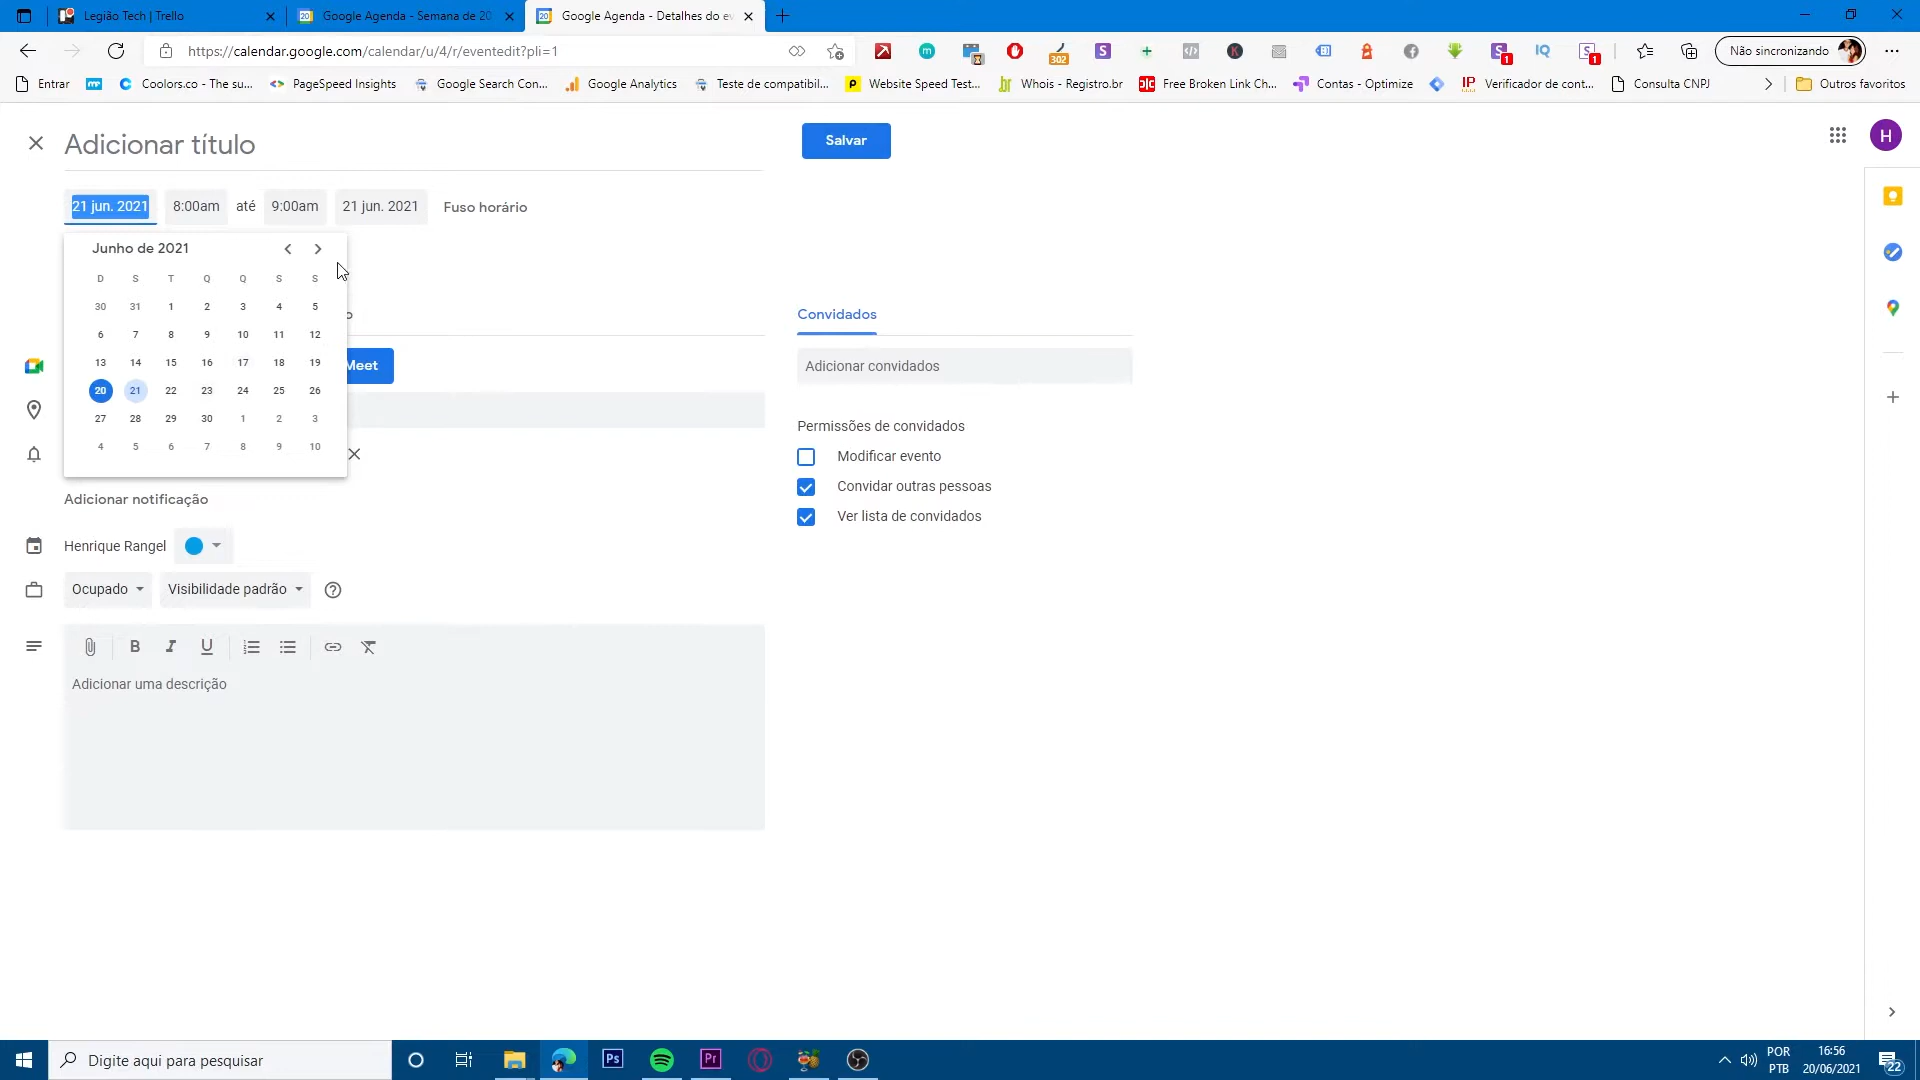 Legião Tech | Trello
Google Agenda - Semana de 20
Google Agenda - Detalhes do ev
https://calendar.google.com/calendar/u/4/r/eventedit?pli=1
302
1
1
Não sincronizando
Entrar
Coolors.co - The su...
PageSpeed Insights
Google Search Con...
Google Analytics
Teste de compatibil...
Website Speed Test...
Whois - Registro.br
Free Broken Link Ch...
Contas - Optimize
Verificador de cont...
Consulta CNPJ
Outros favoritos
Adicionar título
Salvar
H
21 jun. 2021 8:00am até 9:00am 21 jun. 2021 Fuso horário
Junho de 2021
D S T Q Q S S
30 31 1 2 3 4 5
6 7 8 9 10 11 12
13 14 15 16 17 18 19
20 21 22 23 24 25 26
27 28 29 30 1 2 3
4 5 6 7 8 9 10
Meet
Adicionar notificação
Henrique Rangel
Ocupado
Visibilidade padrão
Adicionar uma descrição
Convidados
Adicionar convidados
Permissões de convidados
Modificar evento
Convidar outras pessoas
Ver lista de convidados
Digite aqui para pesquisar
Ps
Pr
POR
PTB
16:56
20/06/2021
22